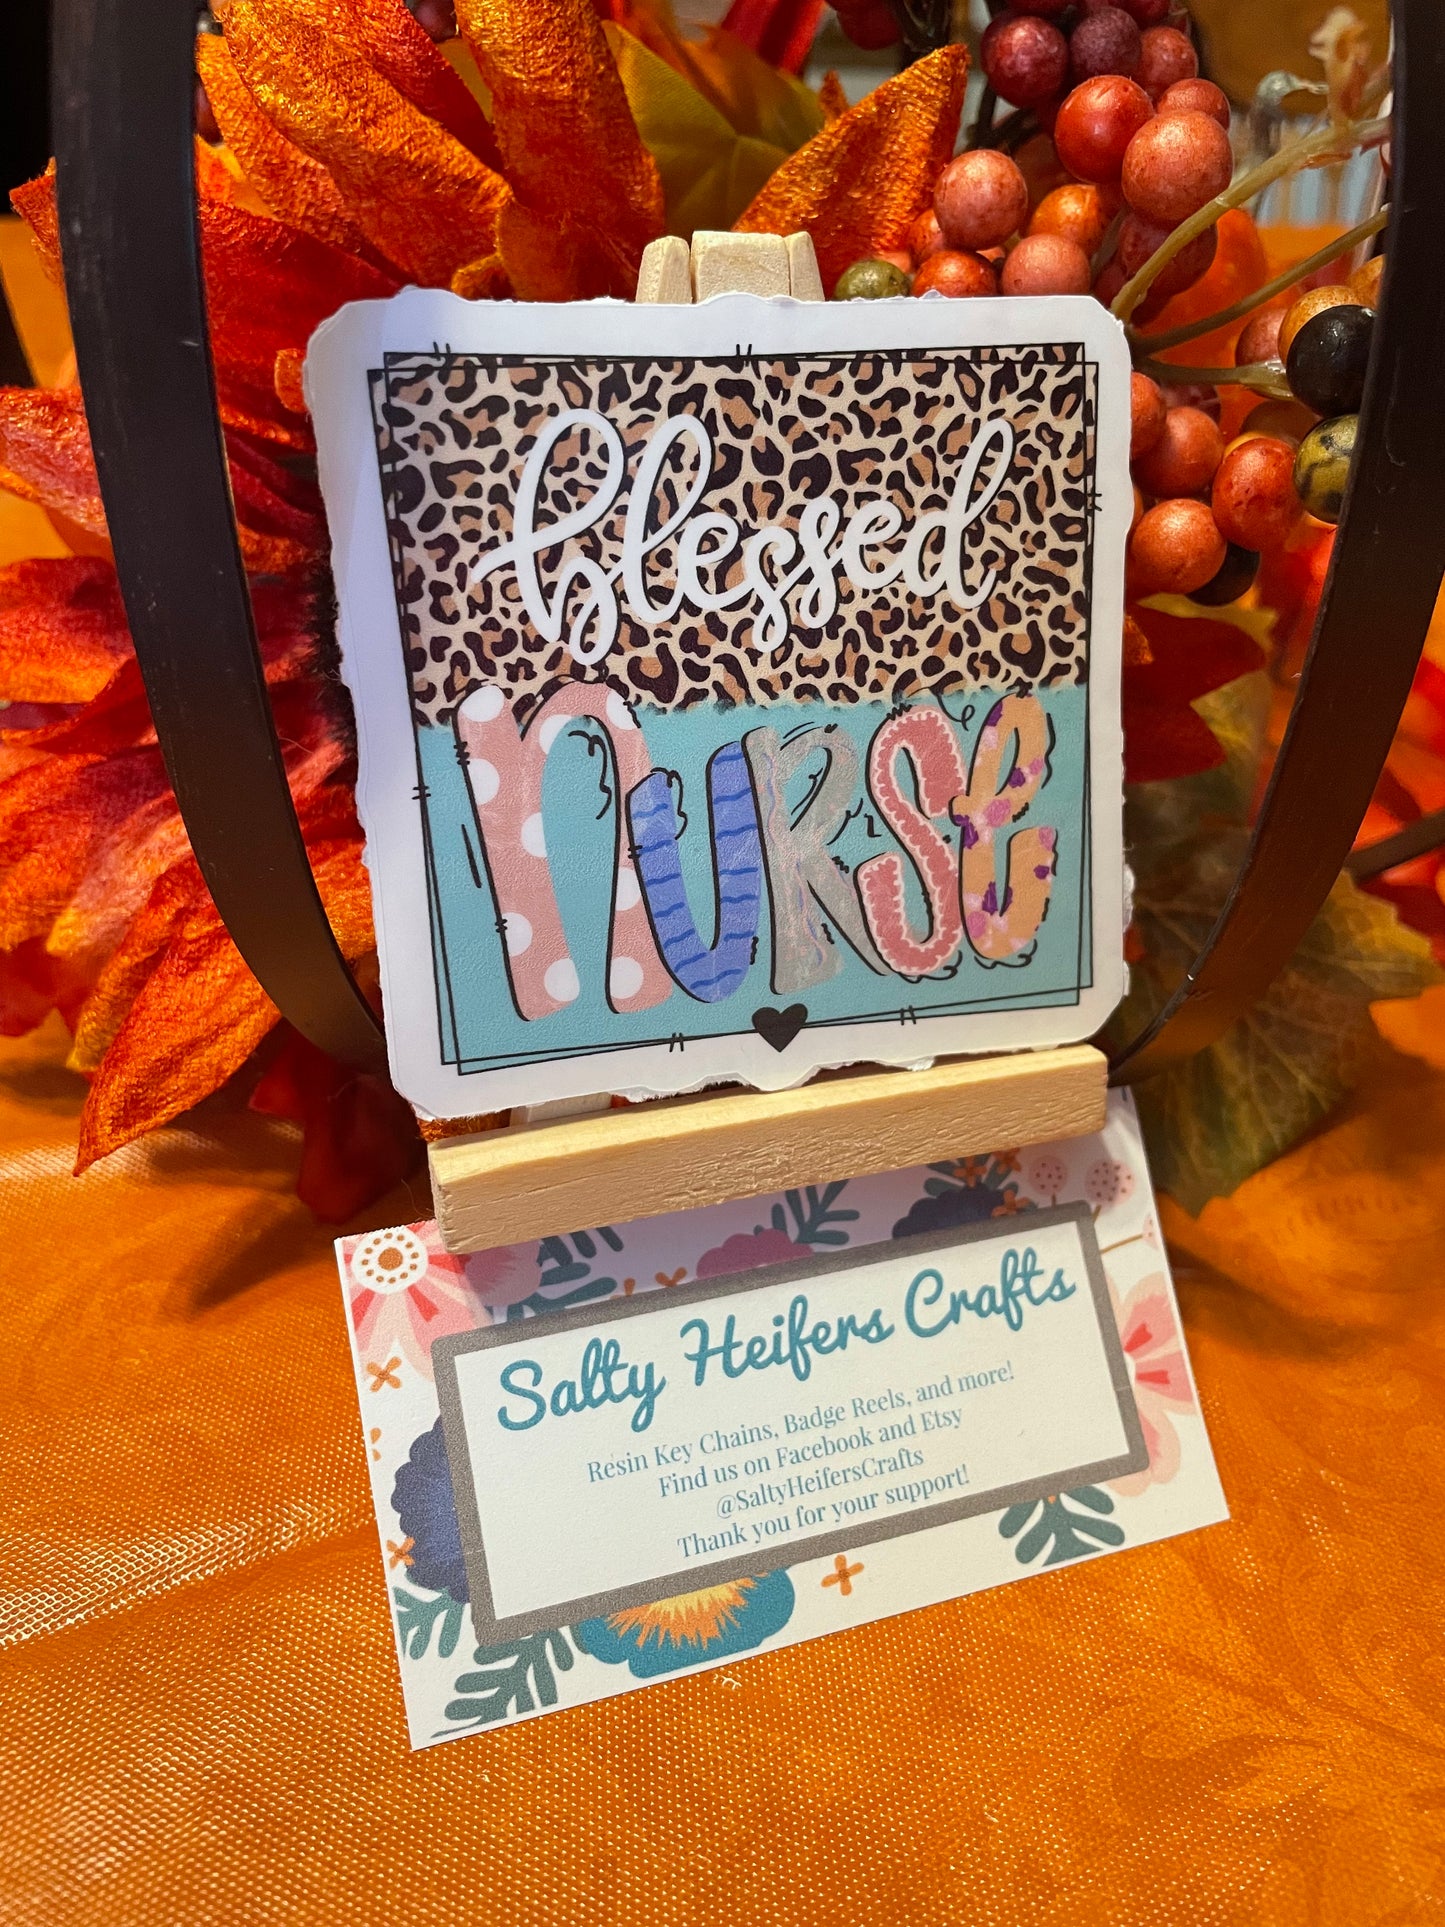 blessed
nurse
Salty Heifers Crafts
Resin Key Chains, Badge Reels, and more!
Find us on Facebook and Etsy
@SaltyHeifersCrafts
Thank you for your support!